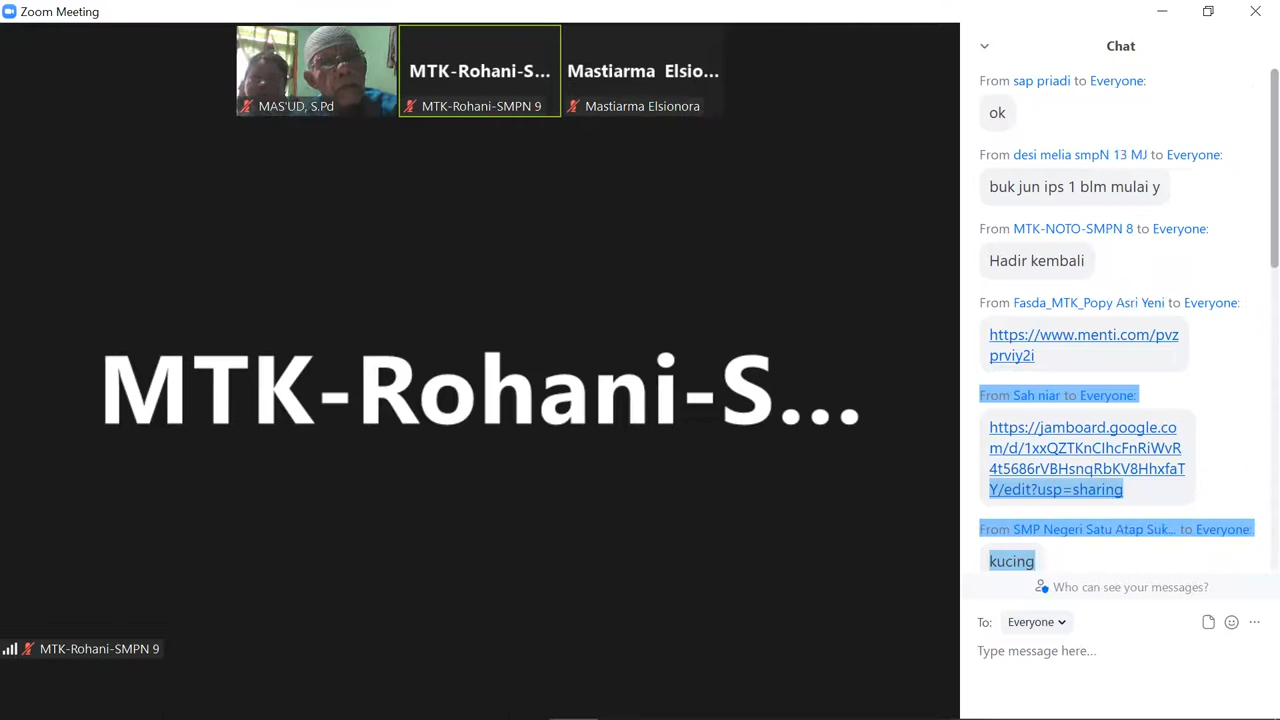 Zoom Meeting
MAS'UD, S.Pd
MTK-Rohani-S...
MTK-Rohani-SMPN 9
Mastiarma Elsio...
Mastiarma Elsionora
MTK-Rohani-S...
MTK-Rohani-SMPN 9
Chat
From sap priadi to Everyone:
ok
From desi melia smpN 13 MJ to Everyone:
buk jun ips 1 blm mulai y
From MTK-NOTO-SMPN 8 to Everyone:
Hadir kembali
From Fasda_MTK_Popy Asri Yeni to Everyone:
https://www.menti.com/pvz
prviy2i
From Sah niar to Everyone:
https://jamboard.google.co
m/d/1xxQZTKnCIhcFnRiWvR
4t5686rVBHsnqRbKV8HhxfaT
Y/edit?usp=sharing
From SMP Negeri Satu Atap Suk... to Everyone:
kucing
Who can see your messages?
To: Everyone
Type message here...